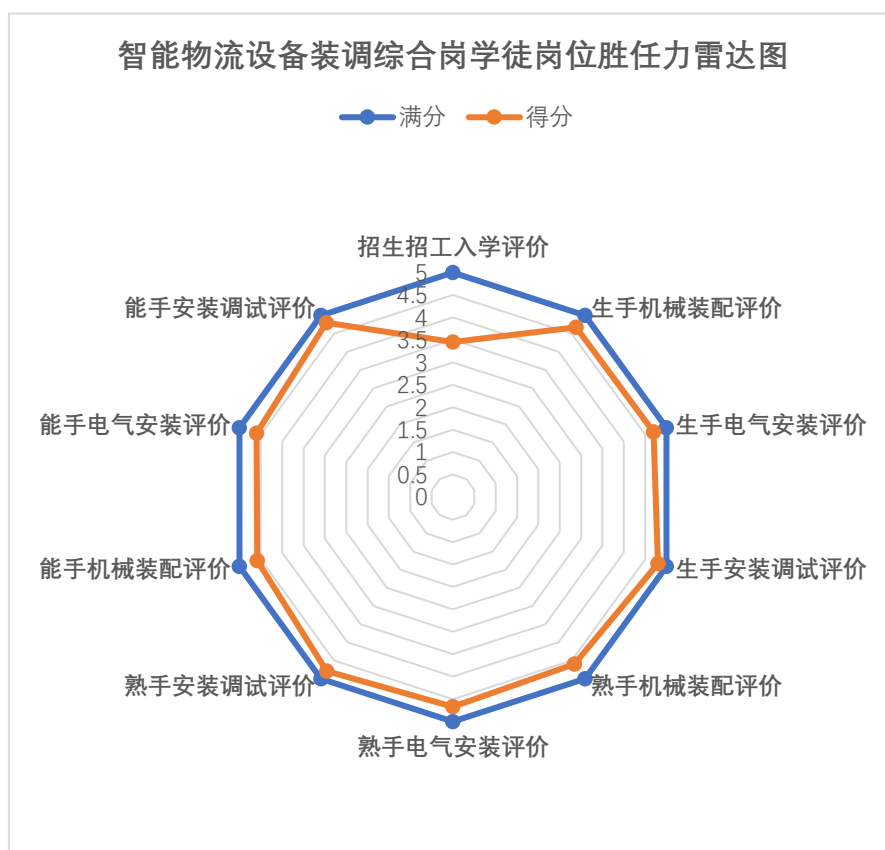 智能物流设备装调综合岗学徒岗位胜任力雷达图
满分 得分
招生招工入学评价
生手机械装配评价
生手电气安装评价
生手安装调试评价
熟手机械装配评价
熟手电气安装评价
熟手安装调试评价
能手机械装配评价
能手电气安装评价
能手安装调试评价
5
4.5
4
3.5
3
2.5
2
1.5
1
0.5
0